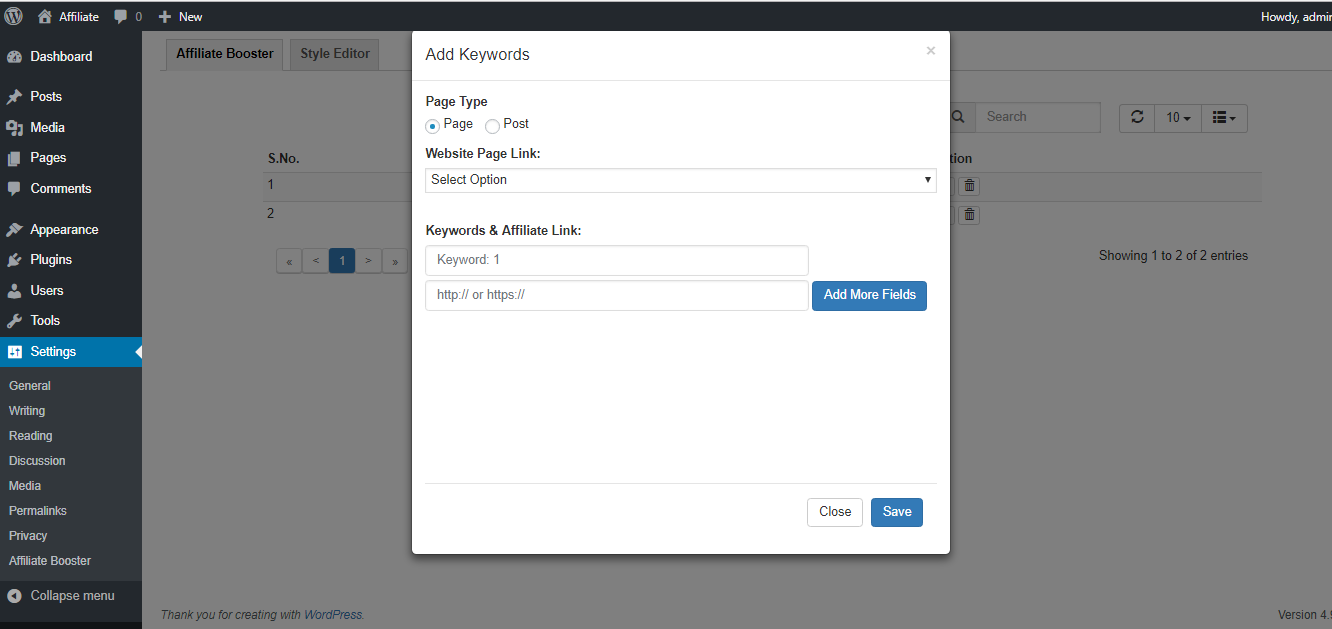 Affiliate 0 New Howdy, admin
Dashboard
Posts
Media
Pages
Comments
Appearance
Plugins
Users
Tools
Settings
General
Writing
Reading
Discussion
Media
Permalinks
Privacy
Affiliate Booster
Collapse menu
Affiliate Booster Style Editor
Search
10
S.No. tion
1
2
« < 1 > »
Showing 1 to 2 of 2 entries
Add Keywords ×
Page Type
Page Post
Website Page Link:
Select Option
Keywords & Affiliate Link:
Keyword: 1
http:// or https://
Add More Fields
Close Save
Thank you for creating with WordPress.
Version 4.9